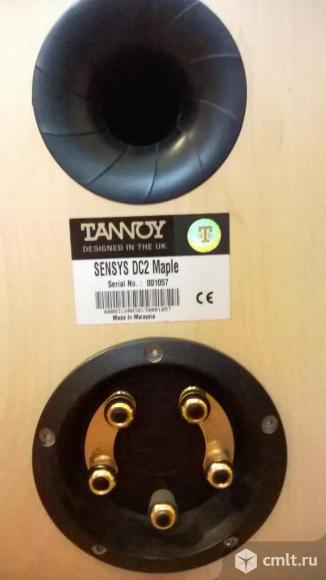 TANNOY
DESIGNED IN THE UK
T
SENSYS DC2 Maple
Serial No. : 001057
CE
Made in Malaysia
cmlt.ru